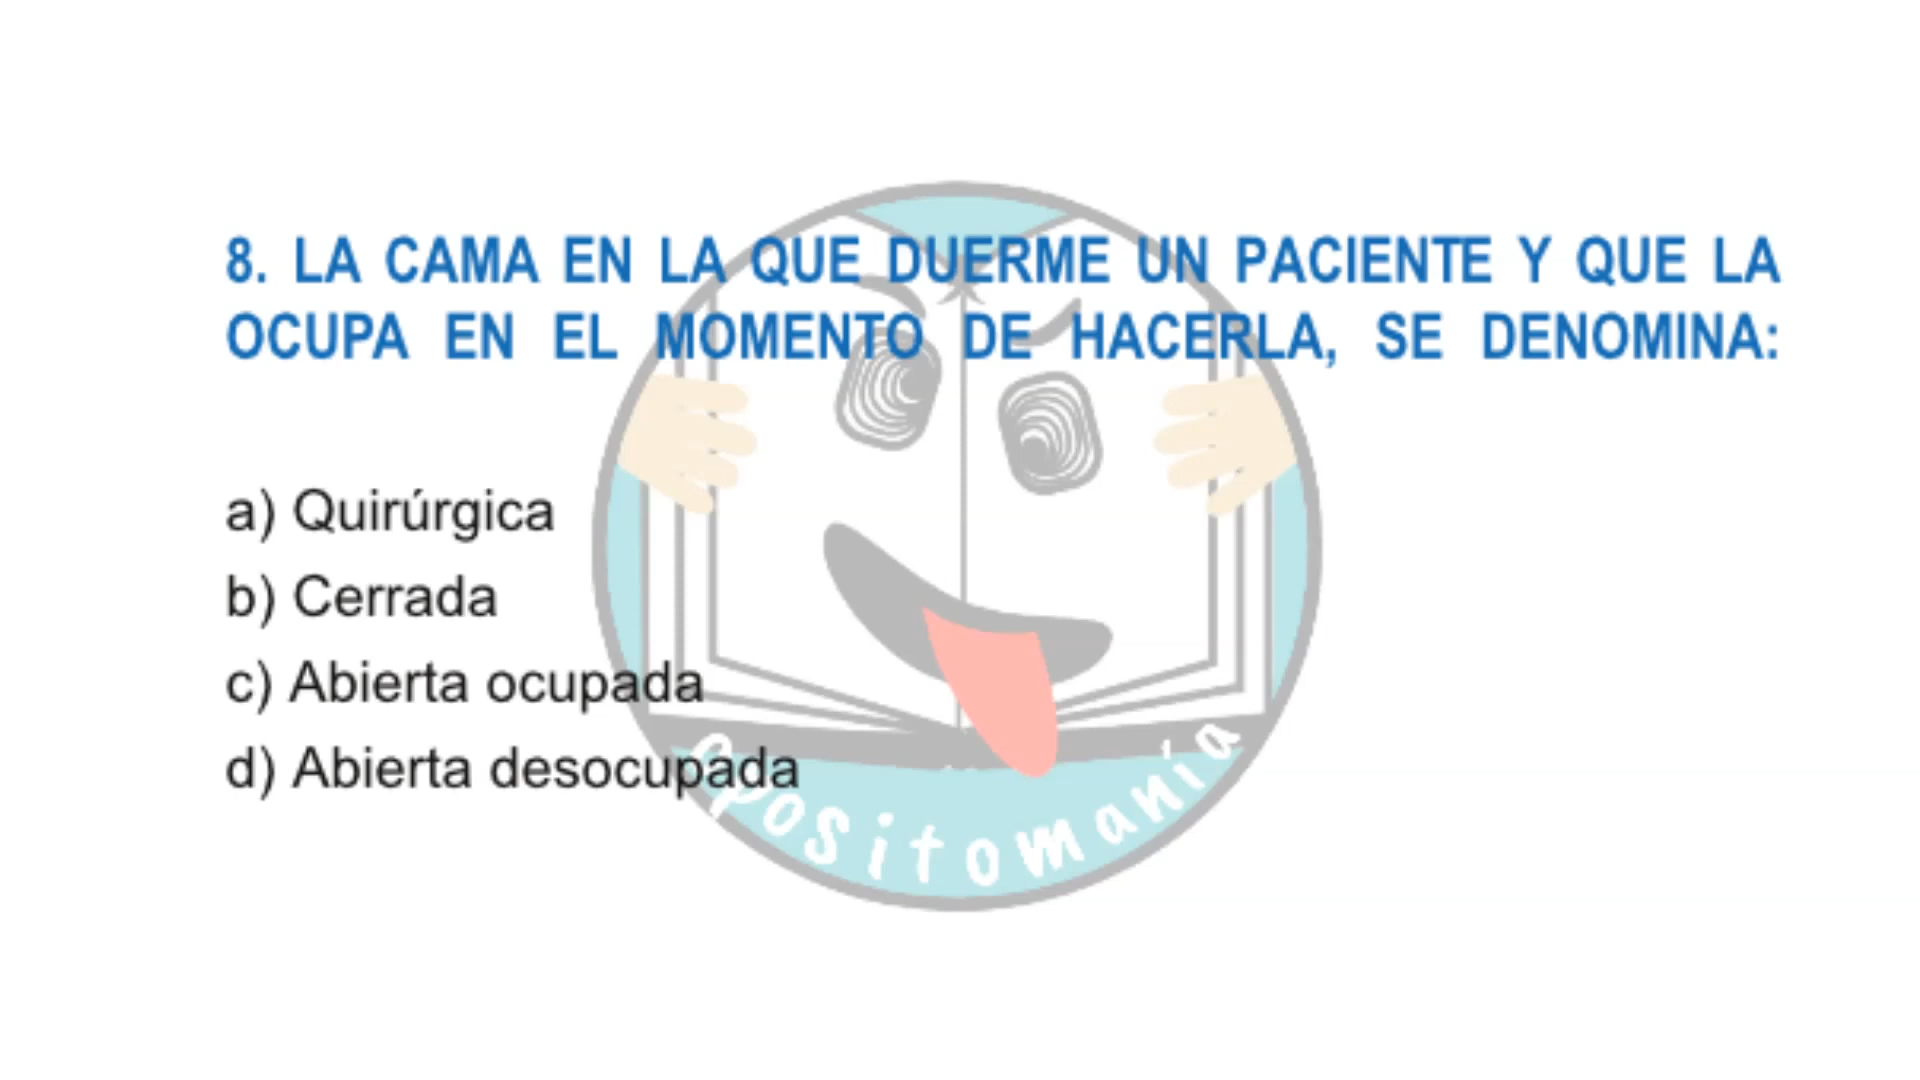 8. LA CAMA EN LA QUE DUERME UN PACIENTE Y QUE LA
OCUPA EN EL MOMENTO DE HACERLA, SE DENOMINA:
a) Quirúrgica
b) Cerrada
c) Abierta ocupada
d) Abierta desocupada
Opositomanía